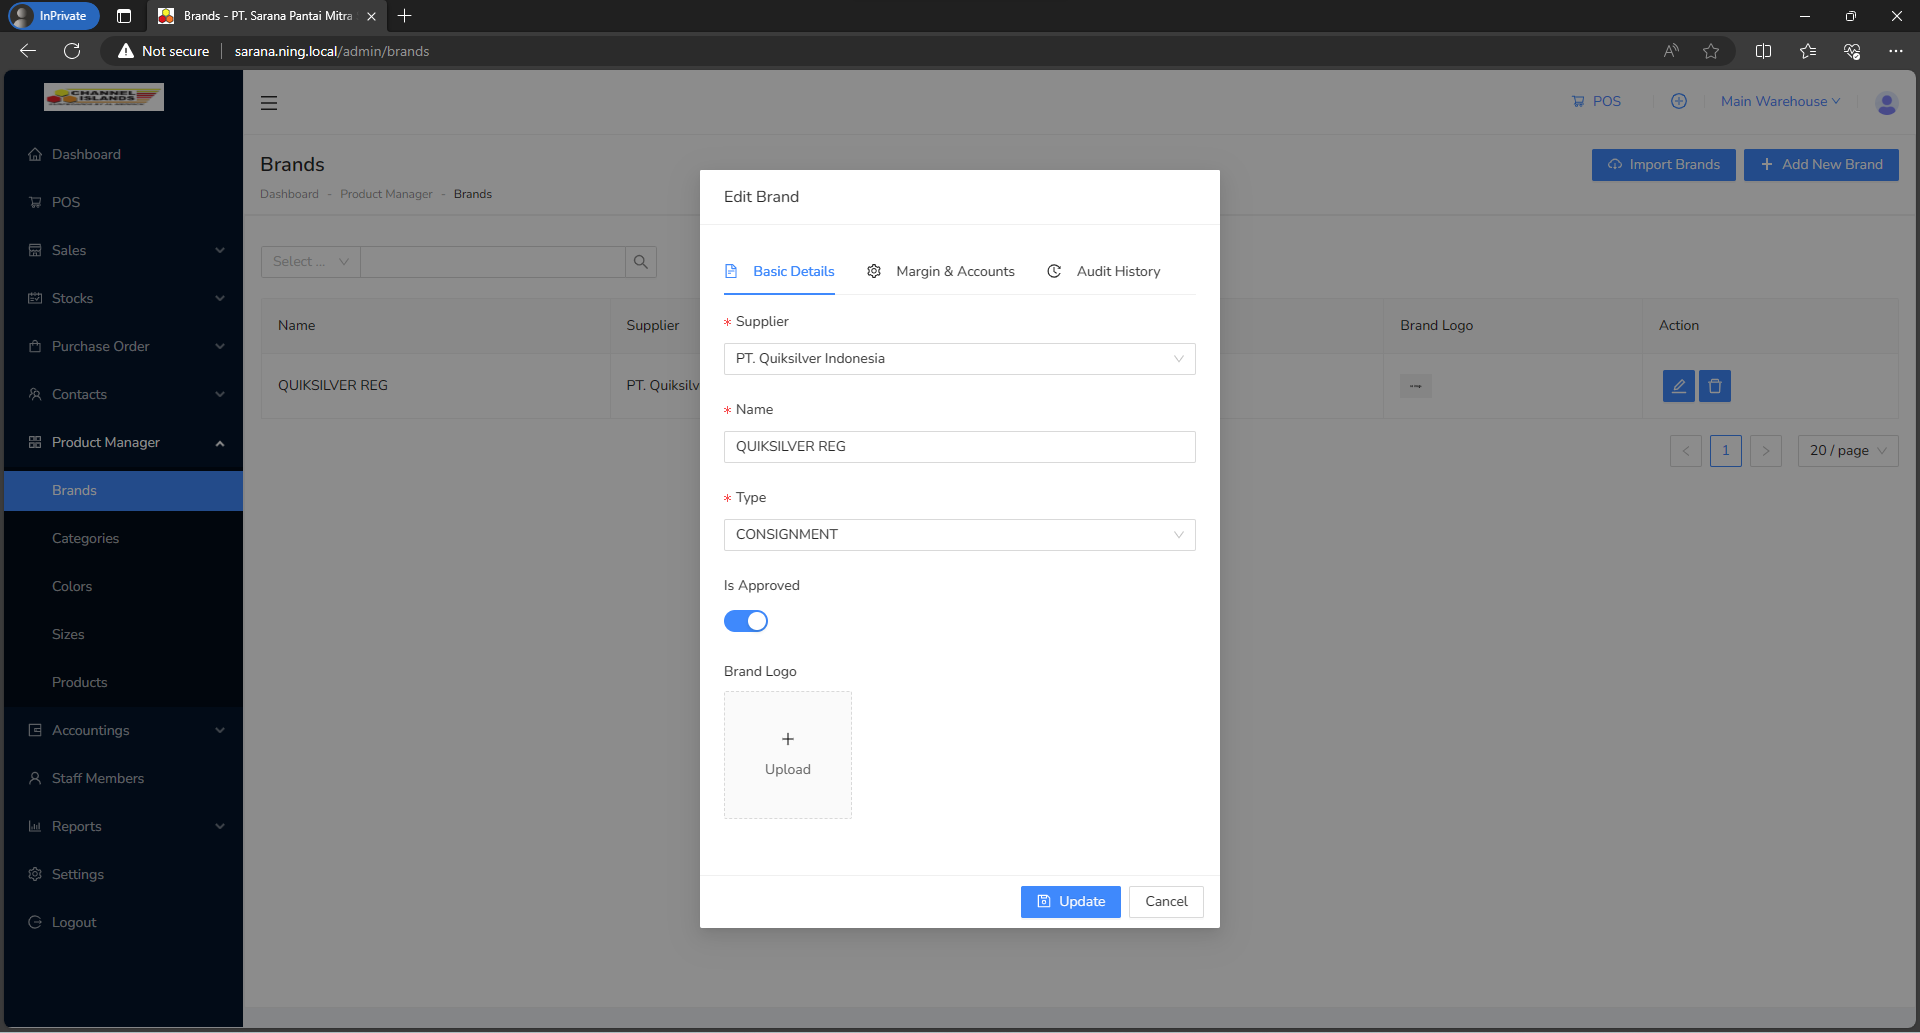 InPrivate
Brands - PT. Sarana Pantai Mitra
Not secure
sarana.ning.local/admin/brands
CHANNEL
ISLANDS
POS
Main Warehouse
Dashboard
POS
Sales
Stocks
Purchase Order
Contacts
Product Manager
Brands
Categories
Colors
Sizes
Products
Accountings
Staff Members
Reports
Settings
Logout
Brands
Dashboard - Product Manager - Brands
Import Brands
+ Add New Brand
Select ...
Name
Supplier
Brand Logo
Action
QUIKSILVER REG
PT. Quiksilv
< 1 >
20 / page
Edit Brand
Basic Details
Margin & Accounts
Audit History
* Supplier
PT. Quiksilver Indonesia
* Name
QUIKSILVER REG
* Type
CONSIGNMENT
Is Approved
Brand Logo
+
Upload
Update
Cancel